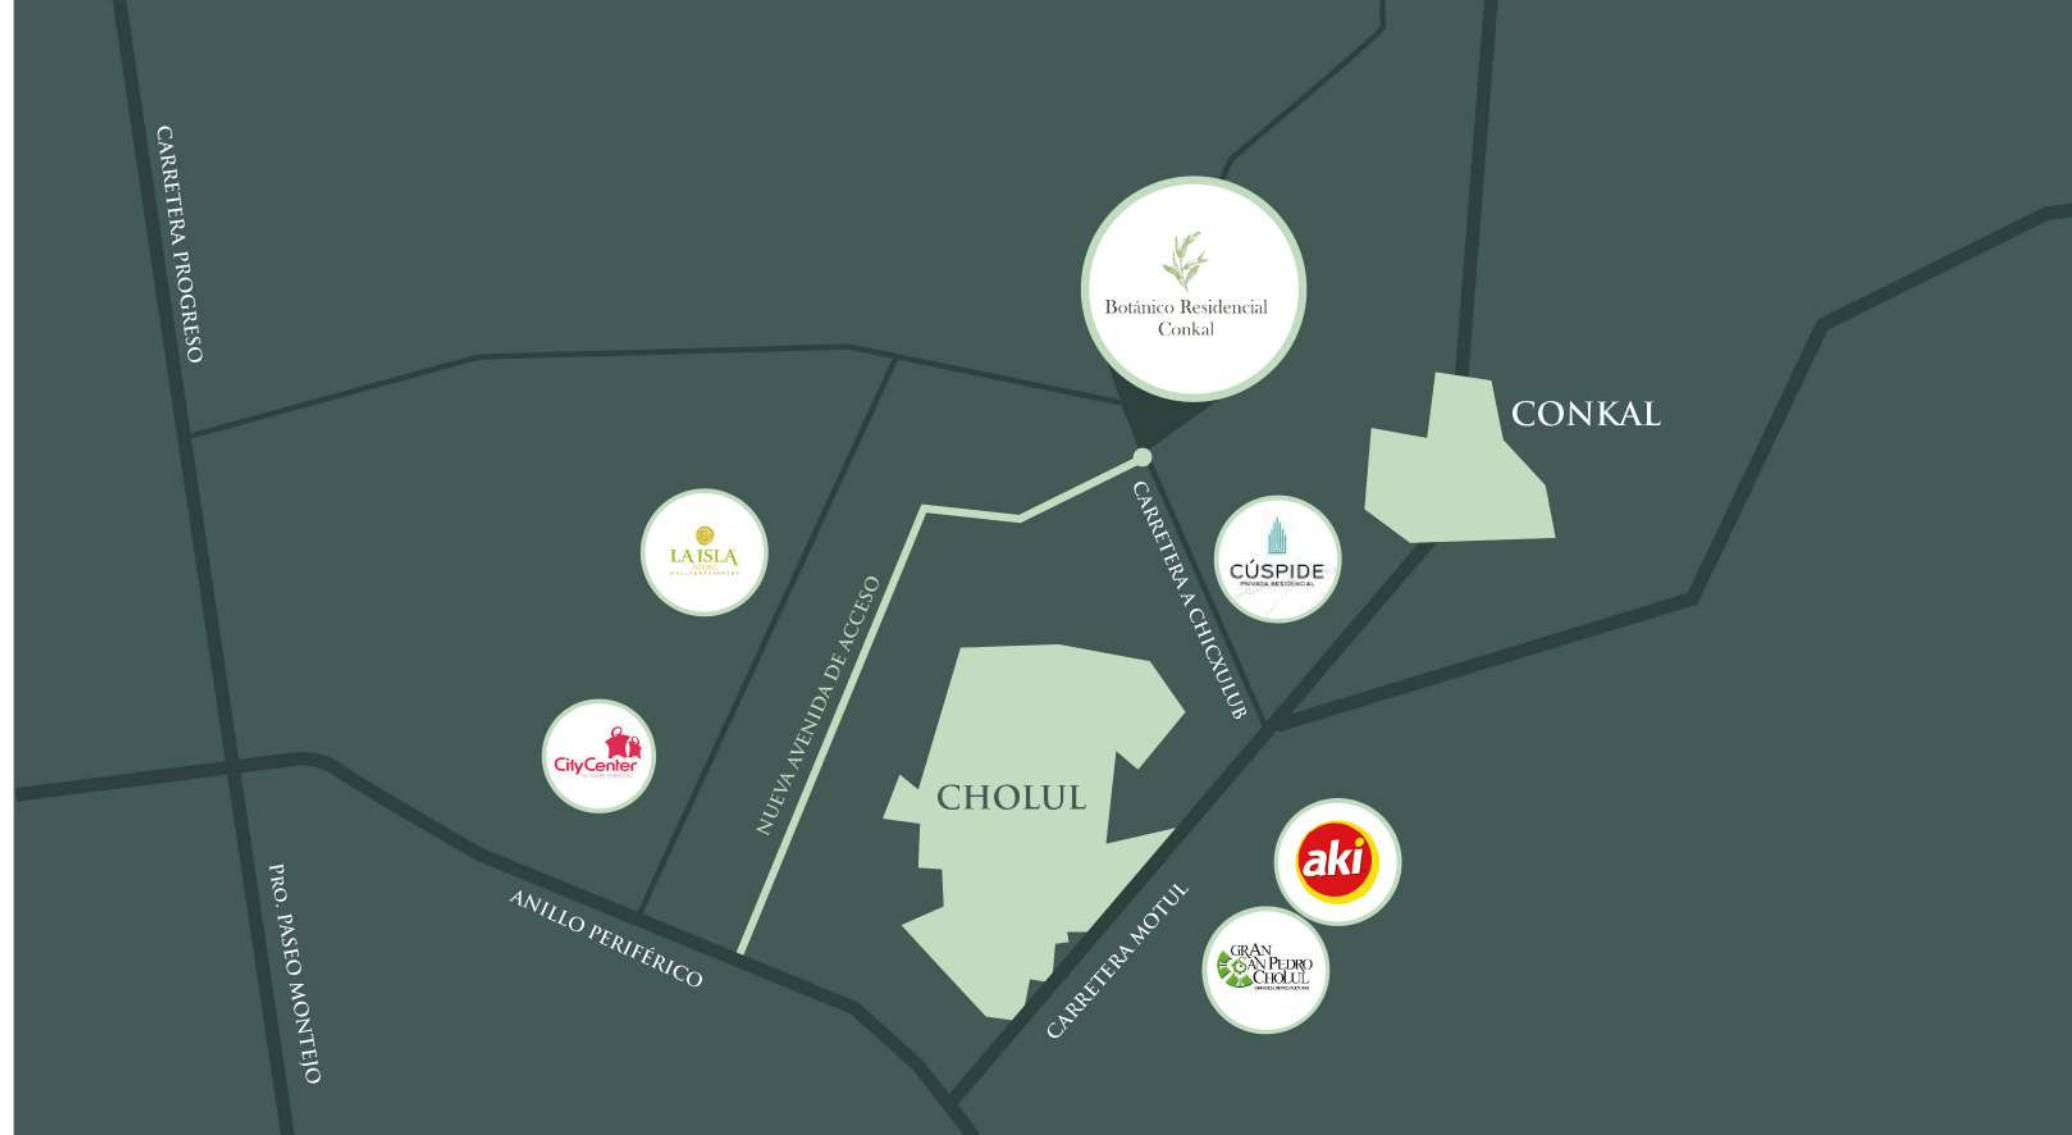 CARRETERA PROGRESO
Botánico Residencial
Conkal
CONKAL
LA ISLA
CARRETERA A CHICXULUB
CÚSPIDE
PRIVADA RESIDENCIAL
NUEVA AVENIDA DE ACCESO
CityCenter
CHOLUL
aki
ANILLO PERIFÉRICO
PRO. PASEO MONTEJO
CARRETERA MOTUL
GRAN
SAN PEDRO
CHOLUL